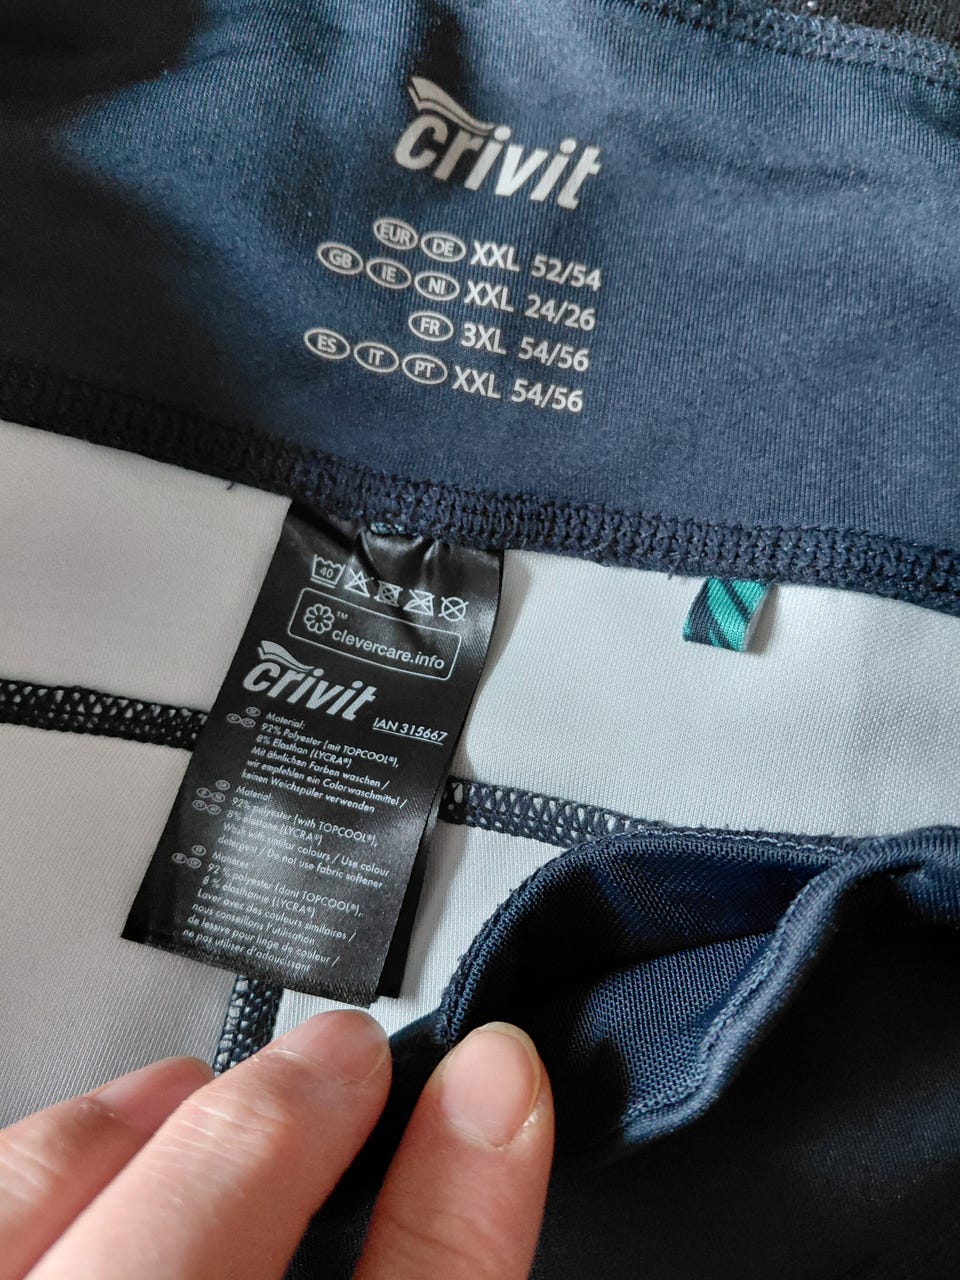 crivit
EUR DE XXL 52/54
GB IE NI XXL 24/26
FR 3XL 54/56
ES IT PT XXL 54/56
40
™
clevercare.info
crivit
IAN 315667
Material:
92% Polyester (mit TOPCOOL®),
8% Elasthan (LYCRA®)
Mit ähnlichen Farben waschen /
wir empfehlen ein Colorwaschmittel /
keinen Weichspüler verwenden
Material:
92% polyester (with TOPCOOL®),
8% elastane (LYCRA®)
Wash with similar colours / Use colour
detergent / Do not use fabric softener
FR Matières:
92 % polyester (dont TOPCOOL®),
8 % élasthanne (LYCRA®)
Laver avec des couleurs similaires /
nous conseillons l'utilisation
de lessive pour linge de couleur /
ne pas utiliser d'adoucissant